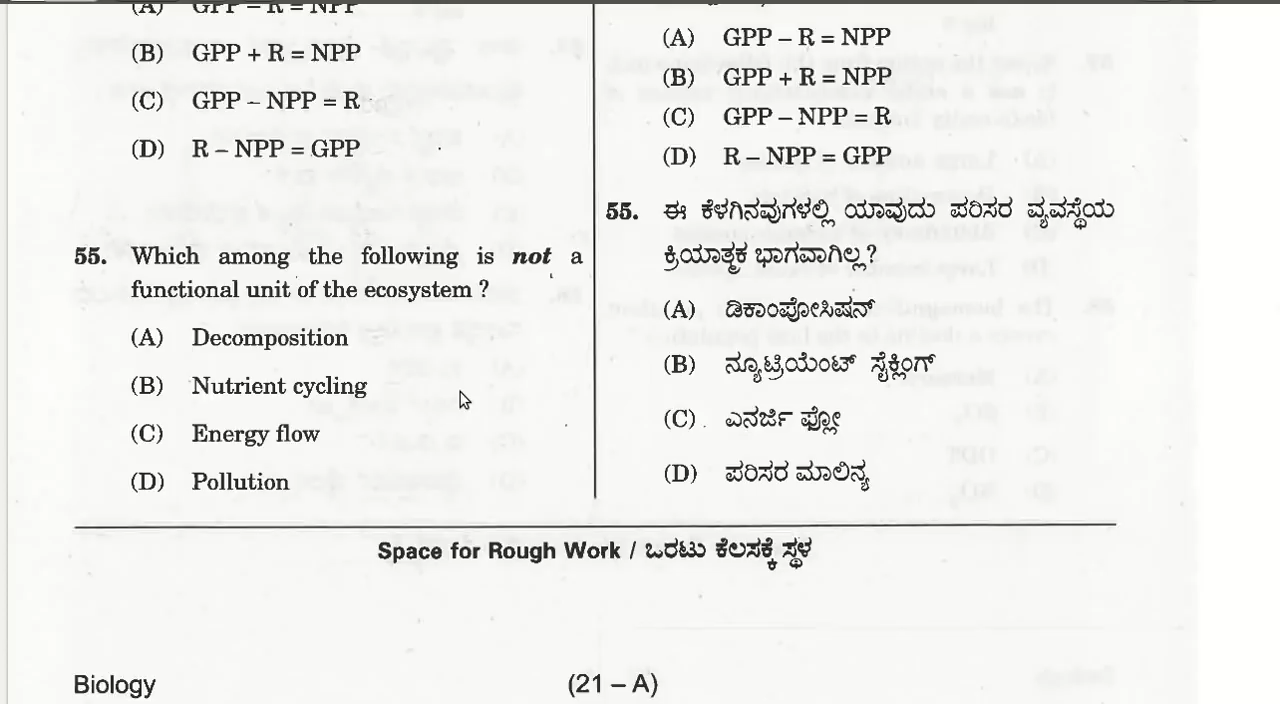 (A) GPP – R = NPP
(B) GPP + R = NPP
(C) GPP – NPP = R
(D) R – NPP = GPP
55. Which among the following is not a
functional unit of the ecosystem ?
(A) Decomposition
(B) Nutrient cycling
(C) Energy flow
(D) Pollution
(A) GPP – R = NPP
(B) GPP + R = NPP
(C) GPP – NPP = R
(D) R – NPP = GPP
55. ಈ ಕೆಳಗಿನವುಗಳಲ್ಲಿ ಯಾವುದು ಪರಿಸರ ವ್ಯವಸ್ಥೆಯ
ಕ್ರಿಯಾತ್ಮಕ ಭಾಗವಾಗಿಲ್ಲ ?
(A) ಡಿಕಾಂಪೋಸಿಷನ್
(B) ನ್ಯೂಟ್ರಿಯೆಂಟ್ ಸೈಕ್ಲಿಂಗ್
(C) ಎನರ್ಜಿ ಫ್ಲೋ
(D) ಪರಿಸರ ಮಾಲಿನ್ಯ
Space for Rough Work / ಒರಟು ಕೆಲಸಕ್ಕೆ ಸ್ಥಳ
Biology (21 – A)